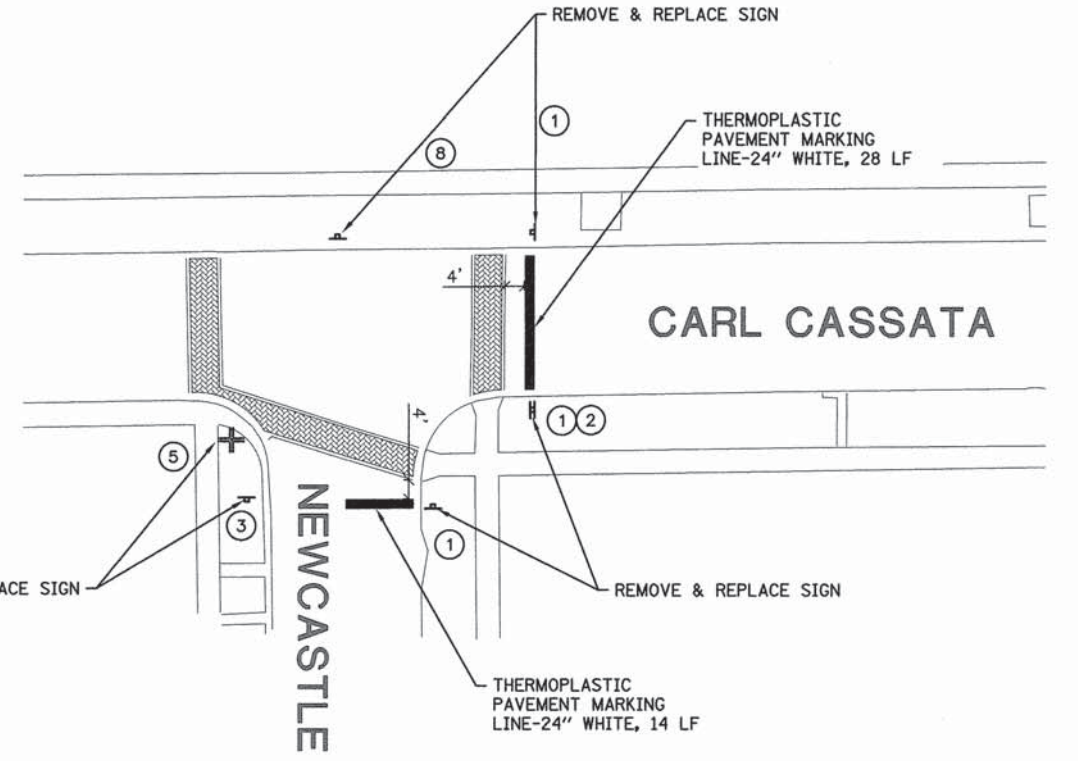 REMOVE & REPLACE SIGN
1
8
THERMOPLASTIC
PAVEMENT MARKING
LINE-24" WHITE, 28 LF
4'
CARL CASSATA
1 2
4'
5
3
NEWCASTLE
1
ACE SIGN
REMOVE & REPLACE SIGN
THERMOPLASTIC
PAVEMENT MARKING
LINE-24" WHITE, 14 LF